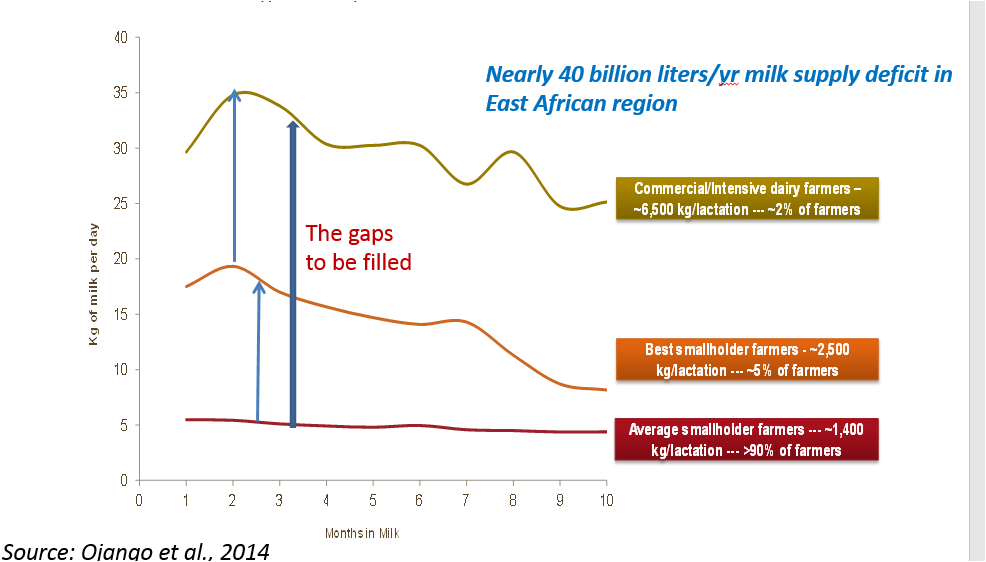 Nearly 40 billion liters/yr milk supply deficit in
East African region
40
35
30
25
20
15
10
5
0
Kg of milk per day
The gaps
to be filled
Commercial/Intensive dairy farmers –
~6,500 kg/lactation --- ~2% of farmers
Best smallholder farmers - ~2,500
kg/lactation --- ~5% of farmers
Average smallholder farmers --- ~1,400
kg/lactation --- >90% of farmers
0 1 2 3 4 5 6 7 8 9 10
Months in Milk
Source: Ojango et al., 2014